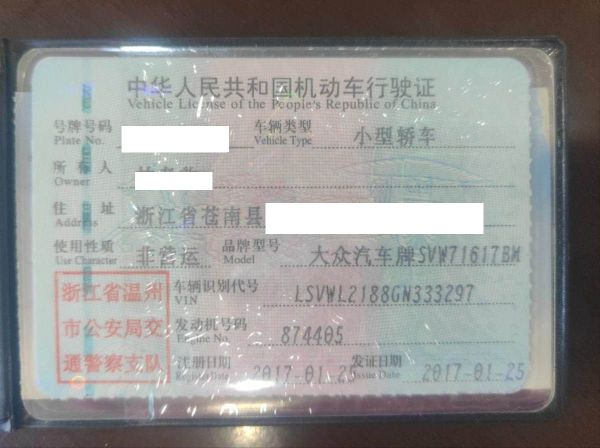 中华人民共和国机动车行驶证
Vehicle License of the People's Republic of China
号牌号码 车辆类型 小型轿车
Plate No. Vehicle Type
所有人
Owner
住址 浙江省苍南县
Address
使用性质 非营运 品牌型号 大众汽车牌SVW71617BM
Use Character Model
浙江省温州 车辆识别代号 LSVWL2188GN333297
VIN
市公安局交 发动机号码 874405
Engine No.
通警察支队 注册日期 2017-01-25 发证日期 2017-01-25
Register Date Issue Date